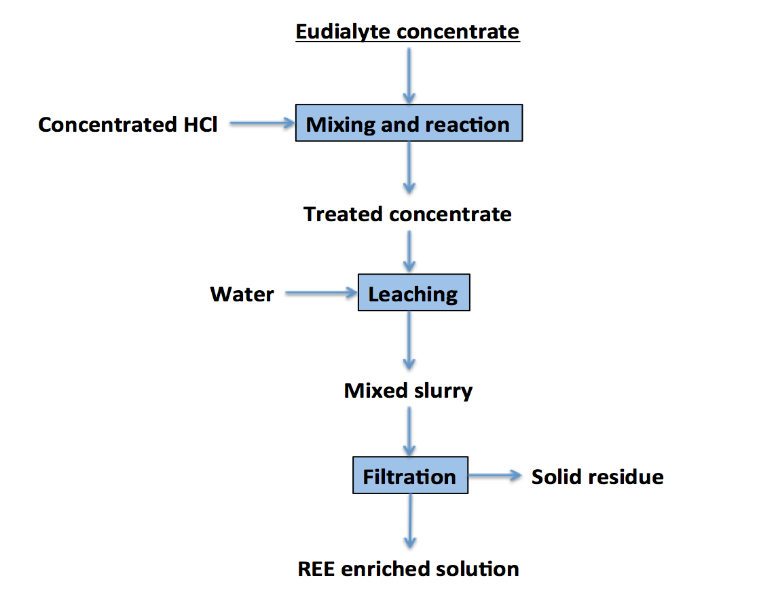 Eudialyte concentrate
Concentrated HCl
Mixing and reaction
Treated concentrate
Water
Leaching
Mixed slurry
Filtration
Solid residue
REE enriched solution